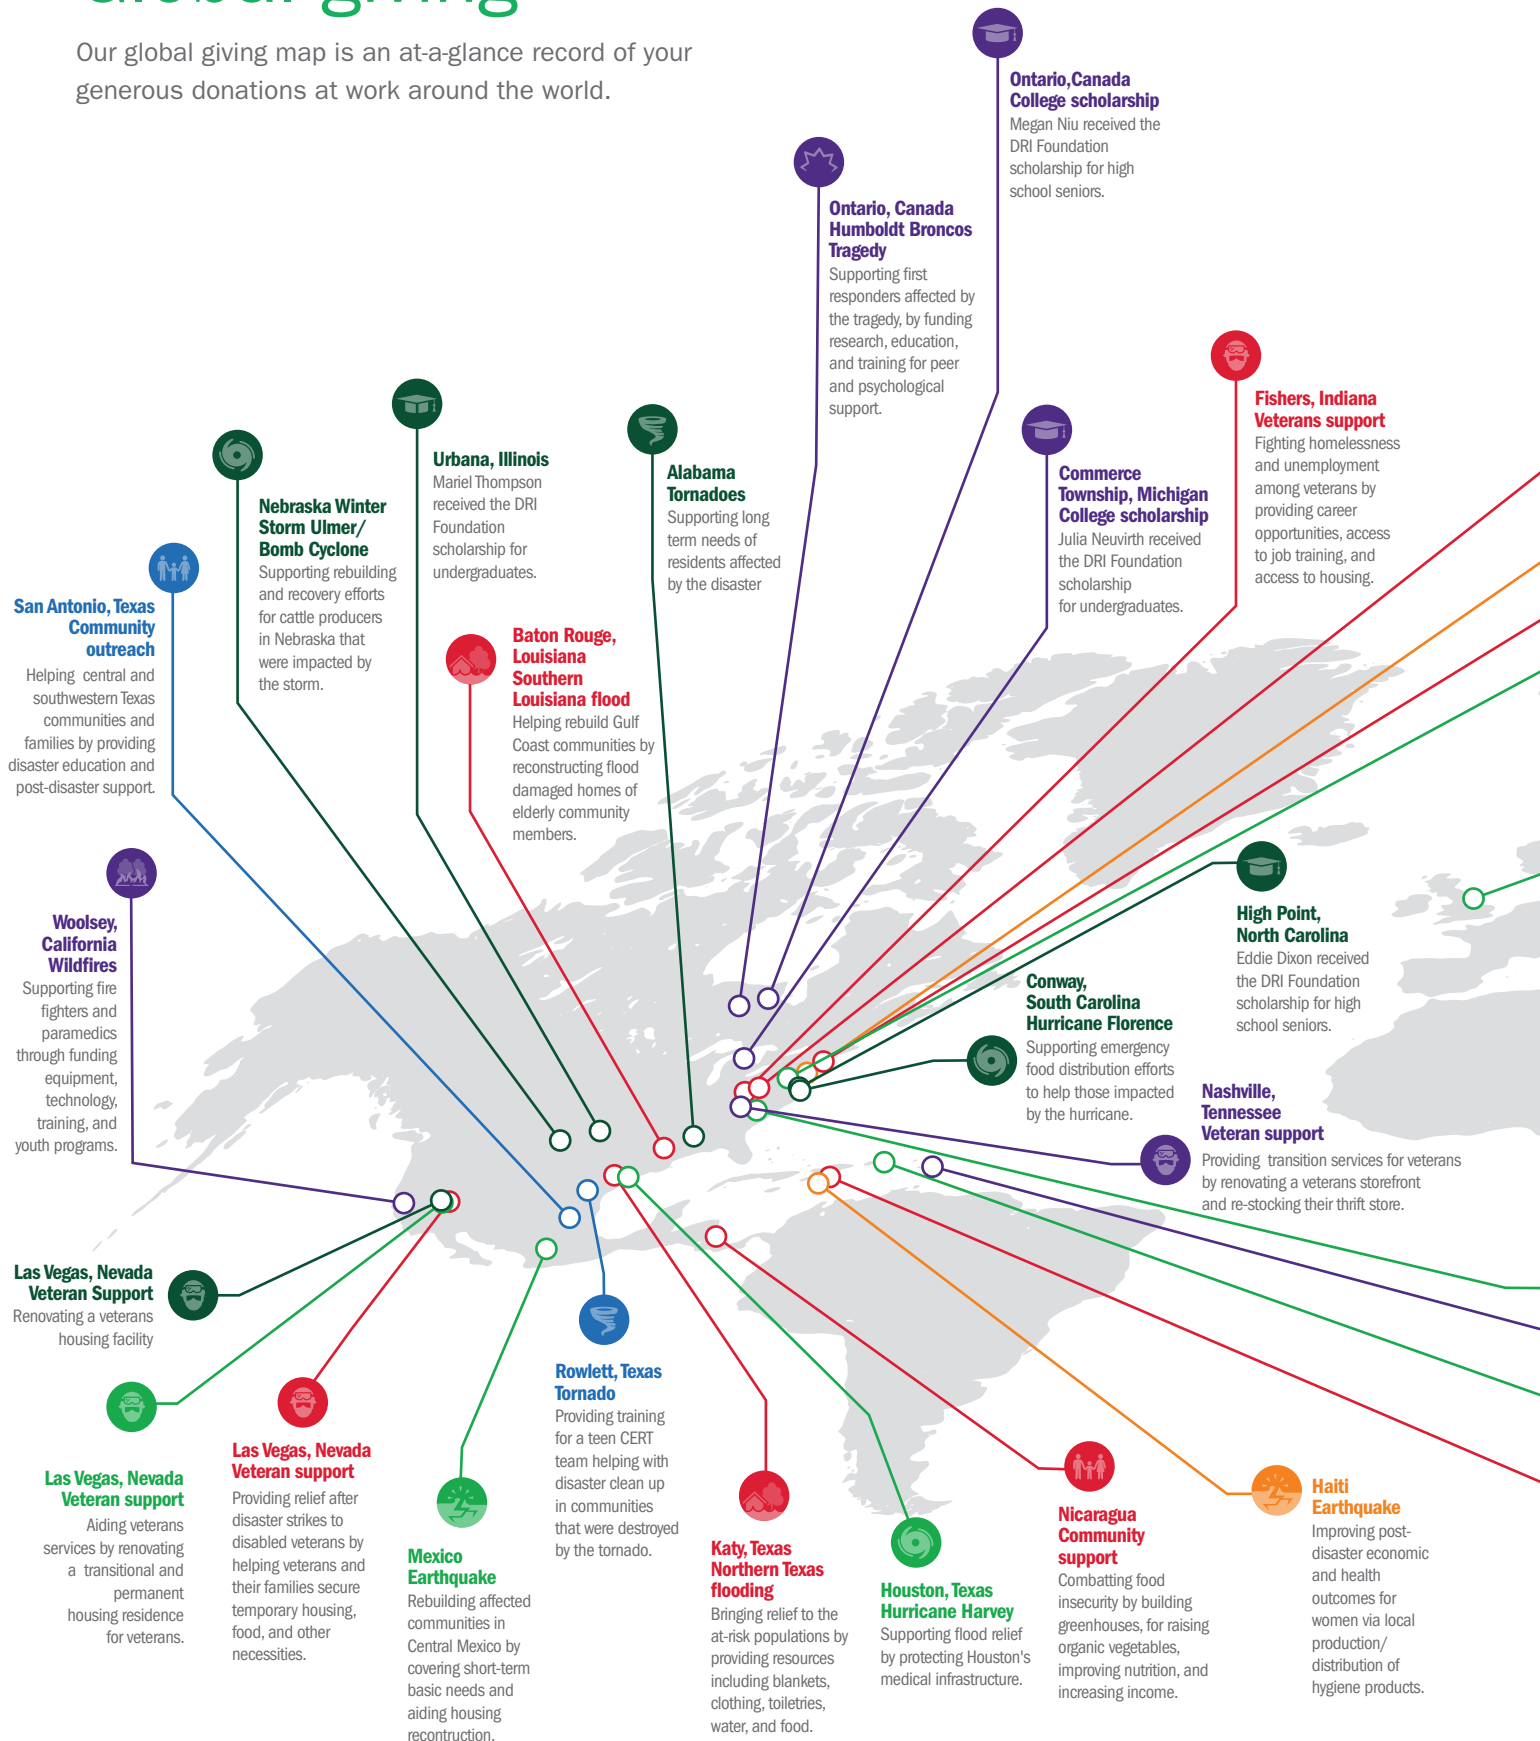 Global giving
Our global giving map is an at-a-glance record of your
generous donations at work around the world.
Ontario,Canada
College scholarship
Megan Niu received the
DRI Foundation
scholarship for high
school seniors.
Ontario, Canada
Humboldt Broncos
Tragedy
Supporting first
responders affected by
the tragedy, by funding
research, education,
and training for peer
and psychological
support.
Fishers, Indiana
Veterans support
Fighting homelessness
and unemployment
among veterans by
providing career
opportunities, access
to job training, and
access to housing.
Urbana, Illinois
Mariel Thompson
received the DRI
Foundation
scholarship for
undergraduates.
Alabama
Tornadoes
Supporting long
term needs of
residents affected
by the disaster
Commerce
Township, Michigan
College scholarship
Julia Neuvirth received
the DRI Foundation
scholarship
for undergraduates.
Nebraska Winter
Storm Ulmer/
Bomb Cyclone
Supporting rebuilding
and recovery efforts
for cattle producers
in Nebraska that
were impacted by
the storm.
San Antonio, Texas
Community
outreach
Helping central and
southwestern Texas
communities and
families by providing
disaster education and
post-disaster support.
Baton Rouge,
Louisiana
Southern
Louisiana flood
Helping rebuild Gulf
Coast communities by
reconstructing flood
damaged homes of
elderly community
members.
Woolsey,
California
Wildfires
Supporting fire
fighters and
paramedics
through funding
equipment,
technology,
training, and
youth programs.
High Point,
North Carolina
Eddie Dixon received
the DRI Foundation
scholarship for high
school seniors.
Conway,
South Carolina
Hurricane Florence
Supporting emergency
food distribution efforts
to help those impacted
by the hurricane.
Nashville,
Tennessee
Veteran support
Providing transition services for veterans
by renovating a veterans storefront
and re-stocking their thrift store.
Las Vegas, Nevada
Veteran Support
Renovating a veterans
housing facility
Las Vegas, Nevada
Veteran support
Aiding veterans
services by renovating
a transitional and
permanent
housing residence
for veterans.
Las Vegas, Nevada
Veteran support
Providing relief after
disaster strikes to
disabled veterans by
helping veterans and
their families secure
temporary housing,
food, and other
necessities.
Mexico
Earthquake
Rebuilding affected
communities in
Central Mexico by
covering short-term
basic needs and
aiding housing
recontruction.
Rowlett, Texas
Tornado
Providing training
for a teen CERT
team helping with
disaster clean up
in communities
that were destroyed
by the tornado.
Katy, Texas
Northern Texas
flooding
Bringing relief to the
at-risk populations by
providing resources
including blankets,
clothing, toiletries,
water, and food.
Houston, Texas
Hurricane Harvey
Supporting flood relief
by protecting Houston's
medical infrastructure.
Nicaragua
Community
support
Combatting food
insecurity by building
greenhouses, for raising
organic vegetables,
improving nutrition, and
increasing income.
Haiti
Earthquake
Improving post-
disaster economic
and health
outcomes for
women via local
production/
distribution of
hygiene products.